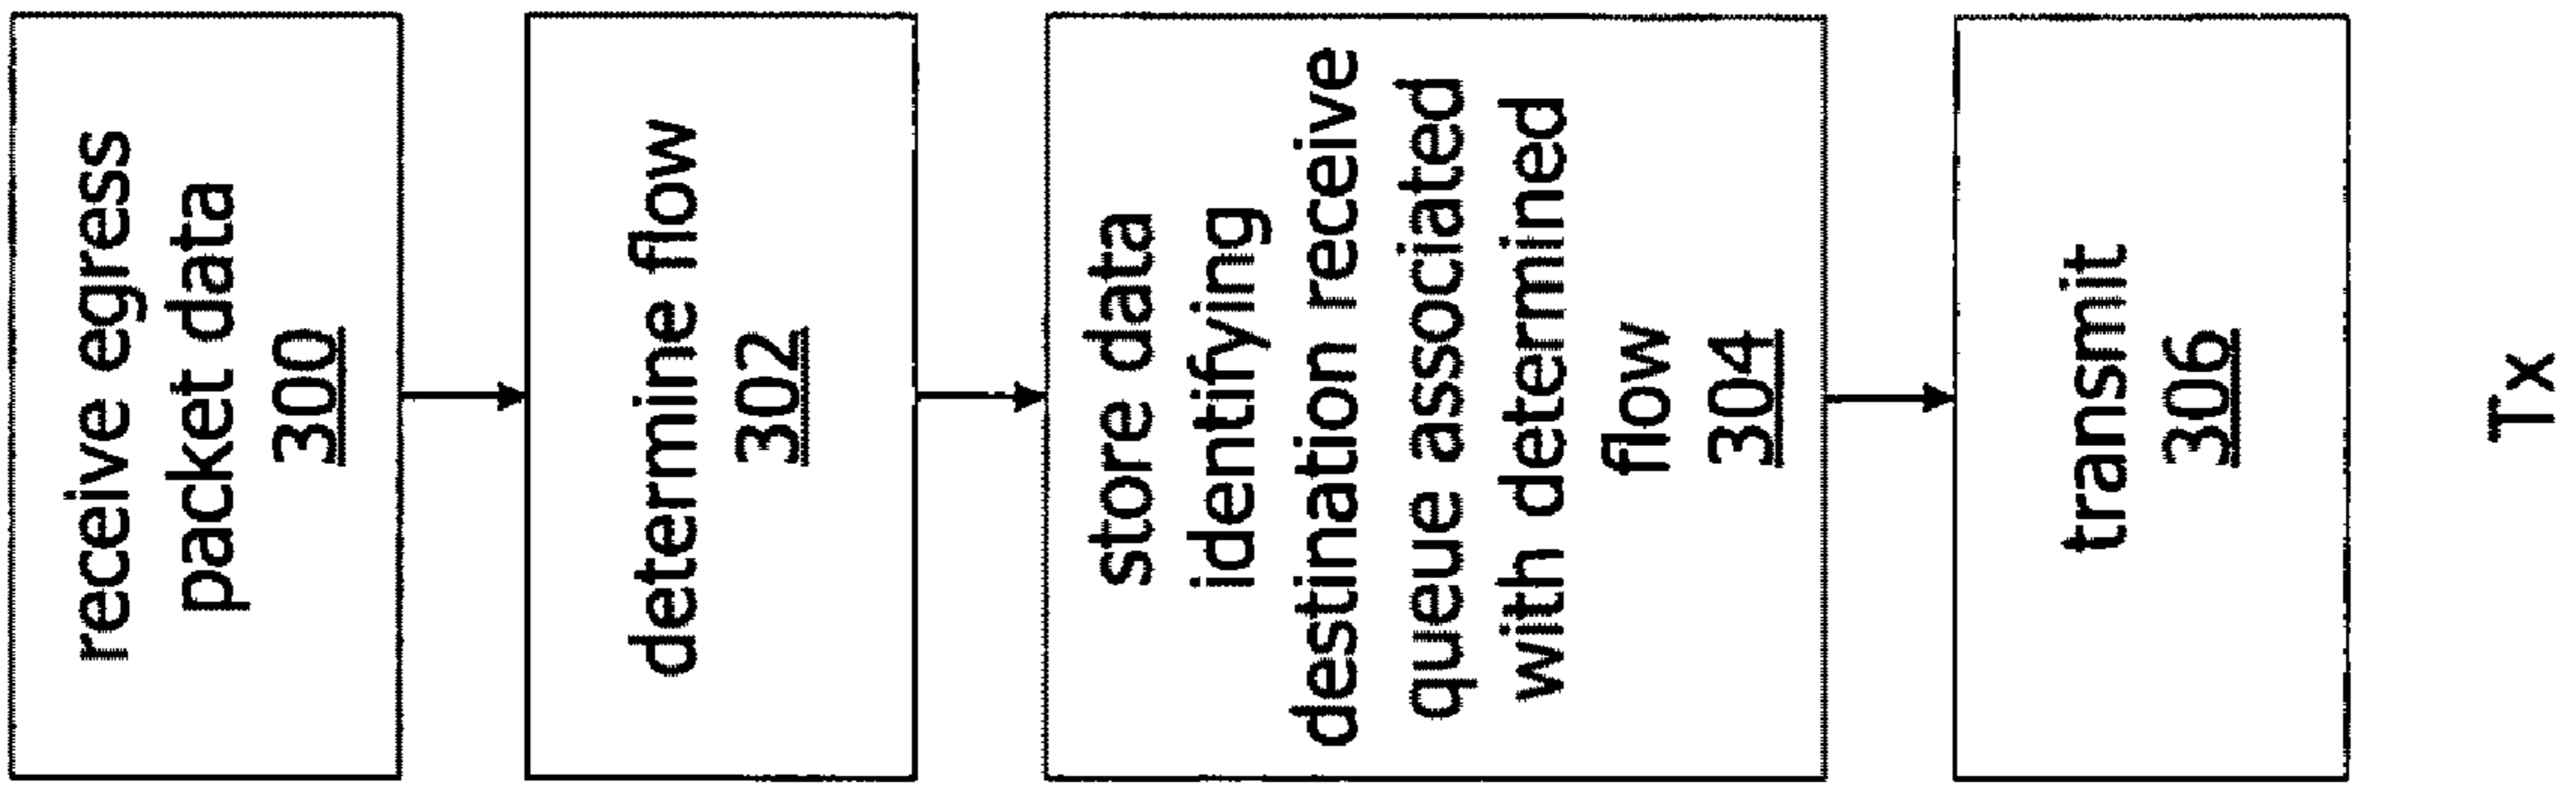 receive egress
packet data
300
determine flow
302
store data
identifying
destination receive
queue associated
with determined
flow
304
transmit
306
Tx